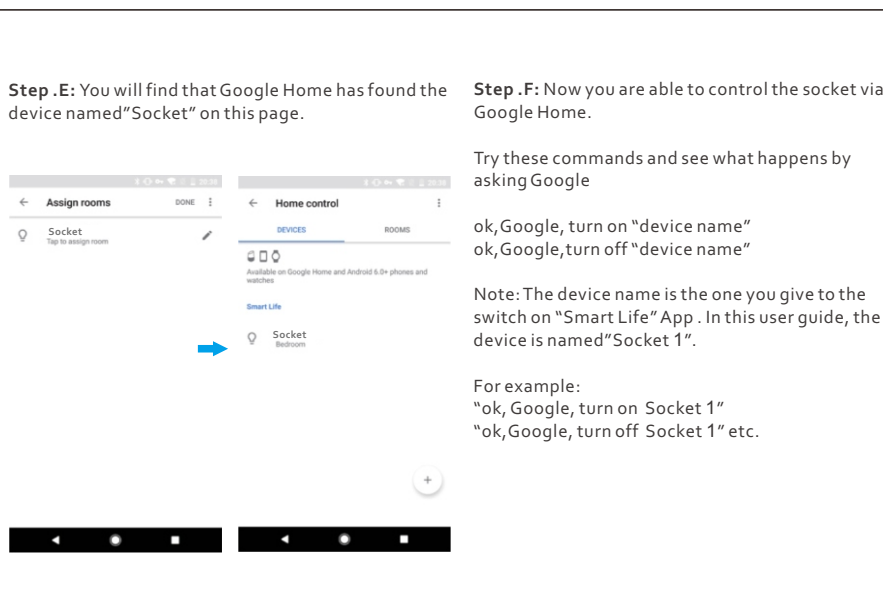 Step .E: You will find that Google Home has found the
device named"Socket" on this page.
20:35
Assign rooms
DONE
Socket
Tap to assign room
20:35
Home control
DEVICES
ROOMS
Available on Google Home and Android 6.0+ phones and
watches
Smart Life
Socket
Bedroom
Step .F: Now you are able to control the socket via
Google Home.
Try these commands and see what happens by
asking Google
ok,Google, turn on "device name"
ok,Google,turn off "device name"
Note: The device name is the one you give to the
switch on "Smart Life" App . In this user guide, the
device is named"Socket 1".
For example:
"ok, Google, turn on Socket 1"
"ok,Google, turn off Socket 1" etc.